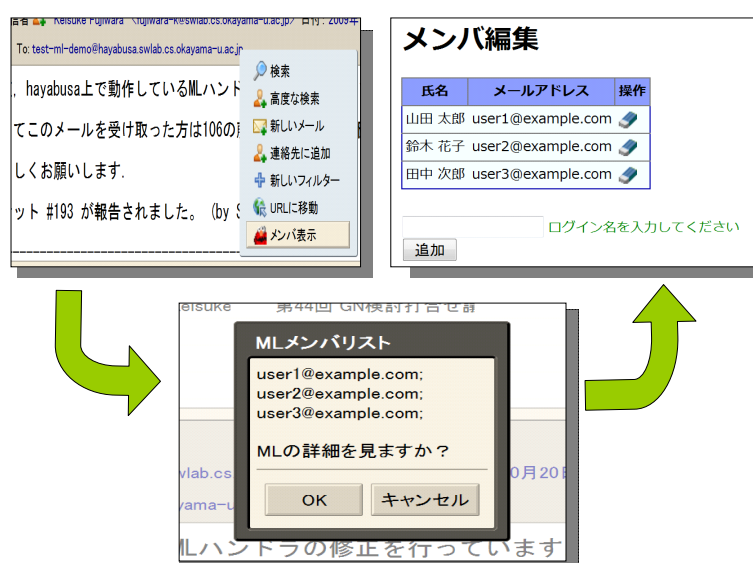 Keisuke Fujiwara <fujiwara-k@swlab.cs.okayama-u.ac.jp> 日付: 2009年
To: test-ml-demo@hayabusa.swlab.cs.okayama-u.ac.jp
, hayabusa上で動作しているMLハンド
てこのメールを受け取った方は106の
しくお願いします.
ット #193 が報告されました。 (by S
検索
高度な検索
新しいメール
連絡先に追加
新しいフィルター
URLに移動
メンバ表示
メンバ編集
氏名 メールアドレス 操作
山田 太郎 user1@example.com
鈴木 花子 user2@example.com
田中 次郎 user3@example.com
ログイン名を入力してください
追加
eisuke 第44回 GN検討打合せ
MLメンバリスト
user1@example.com;
user2@example.com;
user3@example.com;
MLの詳細を見ますか？
OK キャンセル
wlab.cs 0月20日
yama-u
MLハンドラの修正を行っています